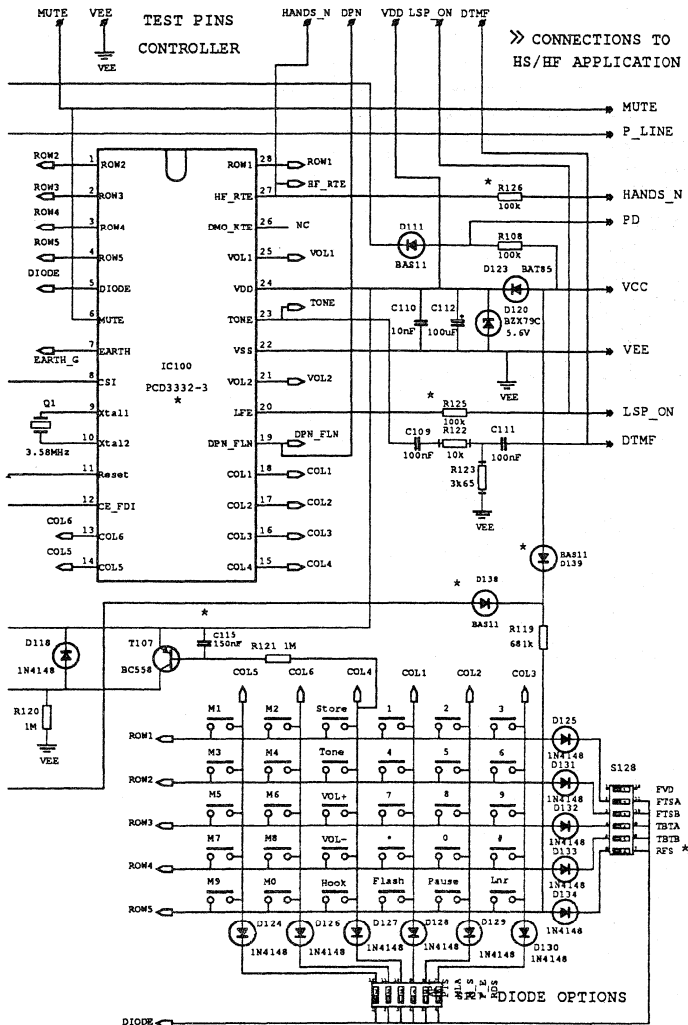 MUTE VEE TEST PINS HANDS_N DPN VDD LSP_ON DTMF
CONTROLLER
VEE
>> CONNECTIONS TO
HS/HF APPLICATION
MUTE
P_LINE
ROW2 1 ROW2 ROW1 28 ROW1
HF_RTE
ROW3 2 ROW3 HF_RTE 27 * R126 HANDS_N
100k
ROW4 3 ROW4 DMO_KTE 26 NC D111 PD
ROW5 4 ROW5 VOL1 25 VOL1 BAS11 R108
100k
D123 BAT85
DIODE 5 DIODE VDD 24 VCC
TONE C110 C112 D120
10nF 100uF BZX79C
5.6V
6 MUTE TONE 23
EARTH_G 7 EARTH VSS 22 VEE
IC100
PCD3332-3
*
VEE
8 CSI VOL2 21 VOL2
Q1 9 Xtal1 LFE 20 * R125 LSP_ON
100k
3.58MHz 10 Xtal2 DPN_FLN 19 DPN_FLN C109 R122 C111 DTMF
100nF 10k 100nF
11 Reset COL1 18 COL1 R123
3k65
12 CE_FDI COL2 17 COL2
VEE
COL6 13 COL6 COL3 16 COL3
COL5 14 COL5 COL4 15 COL4
* BAS11
D139
* D138
BAS11
* C115
150nF
D118 T107 R121 1M R119
681k
1N4148 BC558
COL5 COL6 COL4 COL1 COL2 COL3
R120
1M
VEE
M1 M2 Store 1 2 3 D125
ROW1 1N4148
M3 M4 Tone 4 5 6 D131 S128
ROW2 1N4148 FVD
M5 M6 VOL+ 7 8 9 D132 FTSA
ROW3 1N4148 FTSB
M7 M8 VOL- * 0 # D133 TBTA
ROW4 1N4148 TBTB
M9 M0 Hook Flash Pause Lnr D134 RFS *
ROW5 1N4148
D124 D126 D127 D128 D129 D130
1N4148 1N4148 1N4148 1N4148 1N4148 1N4148
PTS
RDS
DIODE OPTIONS
DIODE